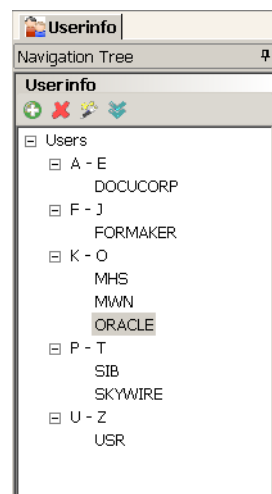 Userinfo
Navigation Tree
Userinfo
Users
A - E
DOCUCORP
F - J
FORMAKER
K - O
MHS
MWN
ORACLE
P - T
SIB
SKYWIRE
U - Z
USR